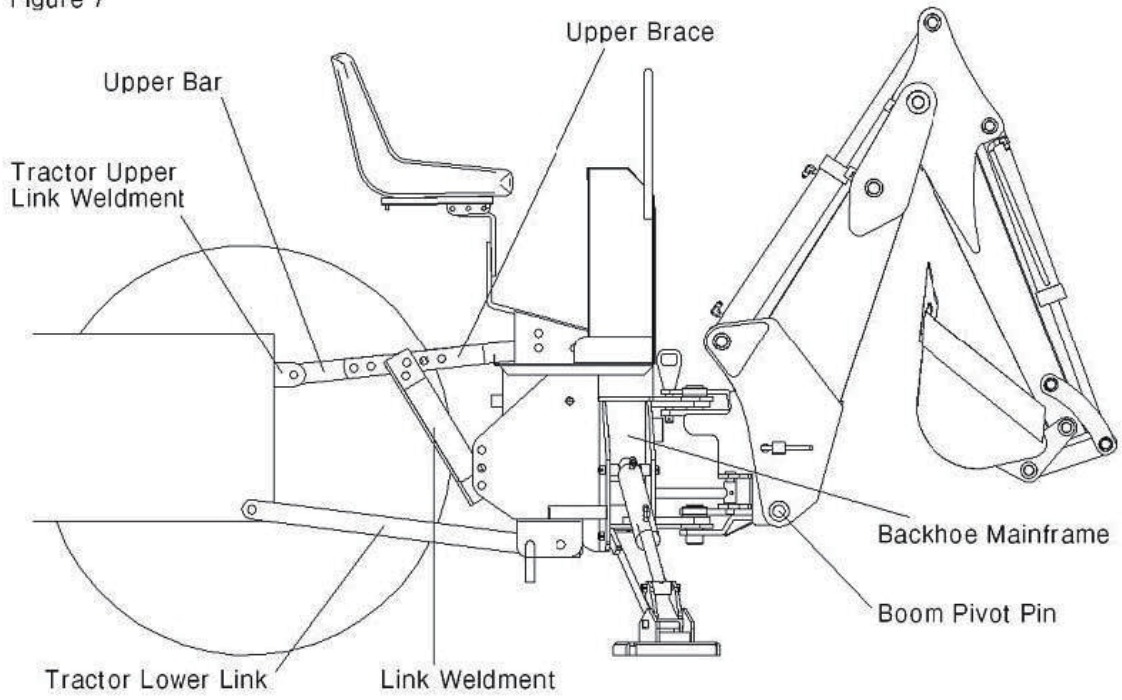 Figure 7
Upper Brace
Upper Bar
Tractor Upper
Link Weldment
Backhoe Mainframe
Boom Pivot Pin
Tractor Lower Link
Link Weldment